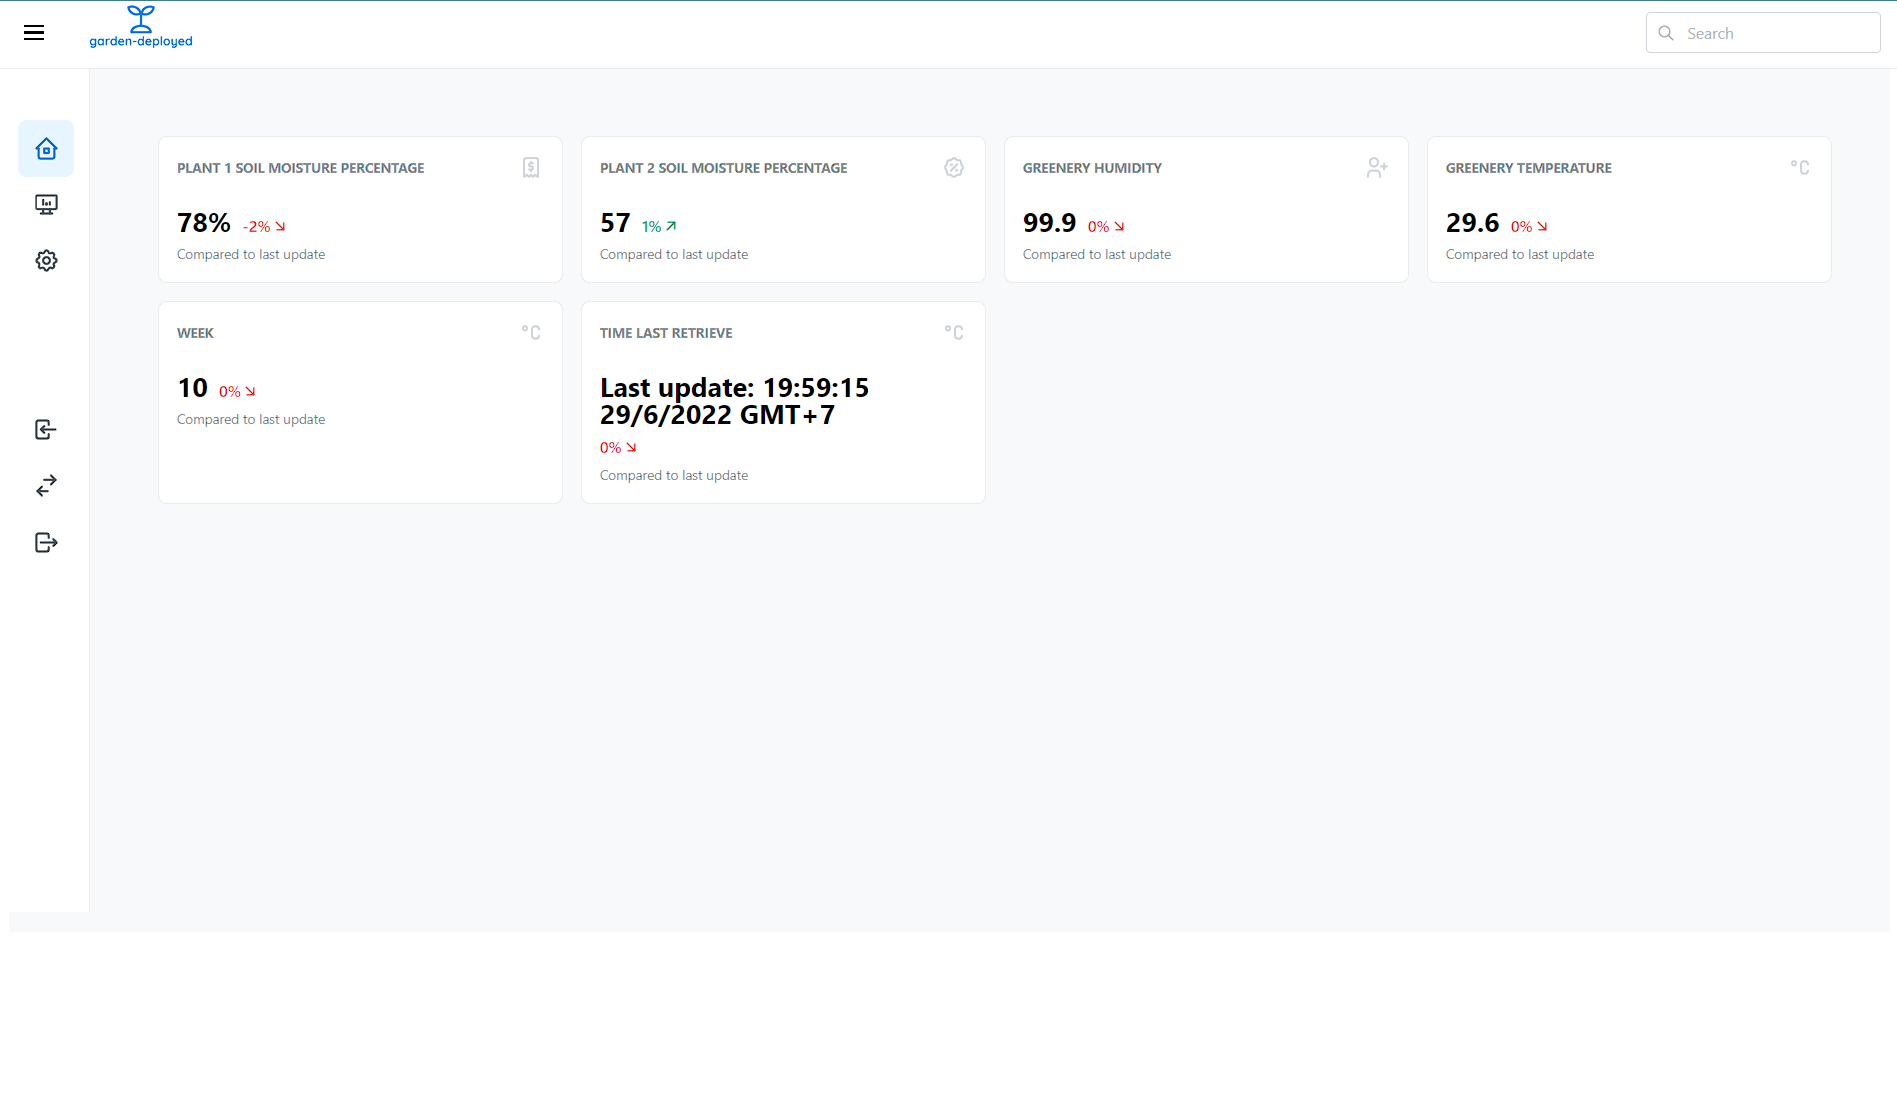 garden-deployed
Search
PLANT 1 SOIL MOISTURE PERCENTAGE
78% -2%
Compared to last update
PLANT 2 SOIL MOISTURE PERCENTAGE
57 1%
Compared to last update
GREENERY HUMIDITY
99.9 0%
Compared to last update
GREENERY TEMPERATURE
°C
29.6 0%
Compared to last update
WEEK
°C
10 0%
Compared to last update
TIME LAST RETRIEVE
°C
Last update: 19:59:15
29/6/2022 GMT+7
0%
Compared to last update